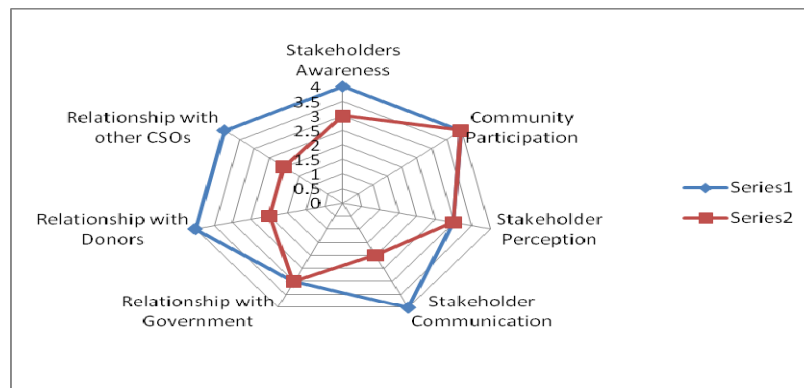 Stakeholders
Awareness
4
3.5
3
2.5
2
1.5
1
0.5
0
Community
Participation
Stakeholder
Perception
Stakeholder
Communication
Relationship with
Government
Relationship with
Donors
Relationship with
other CSOs
Series1
Series2